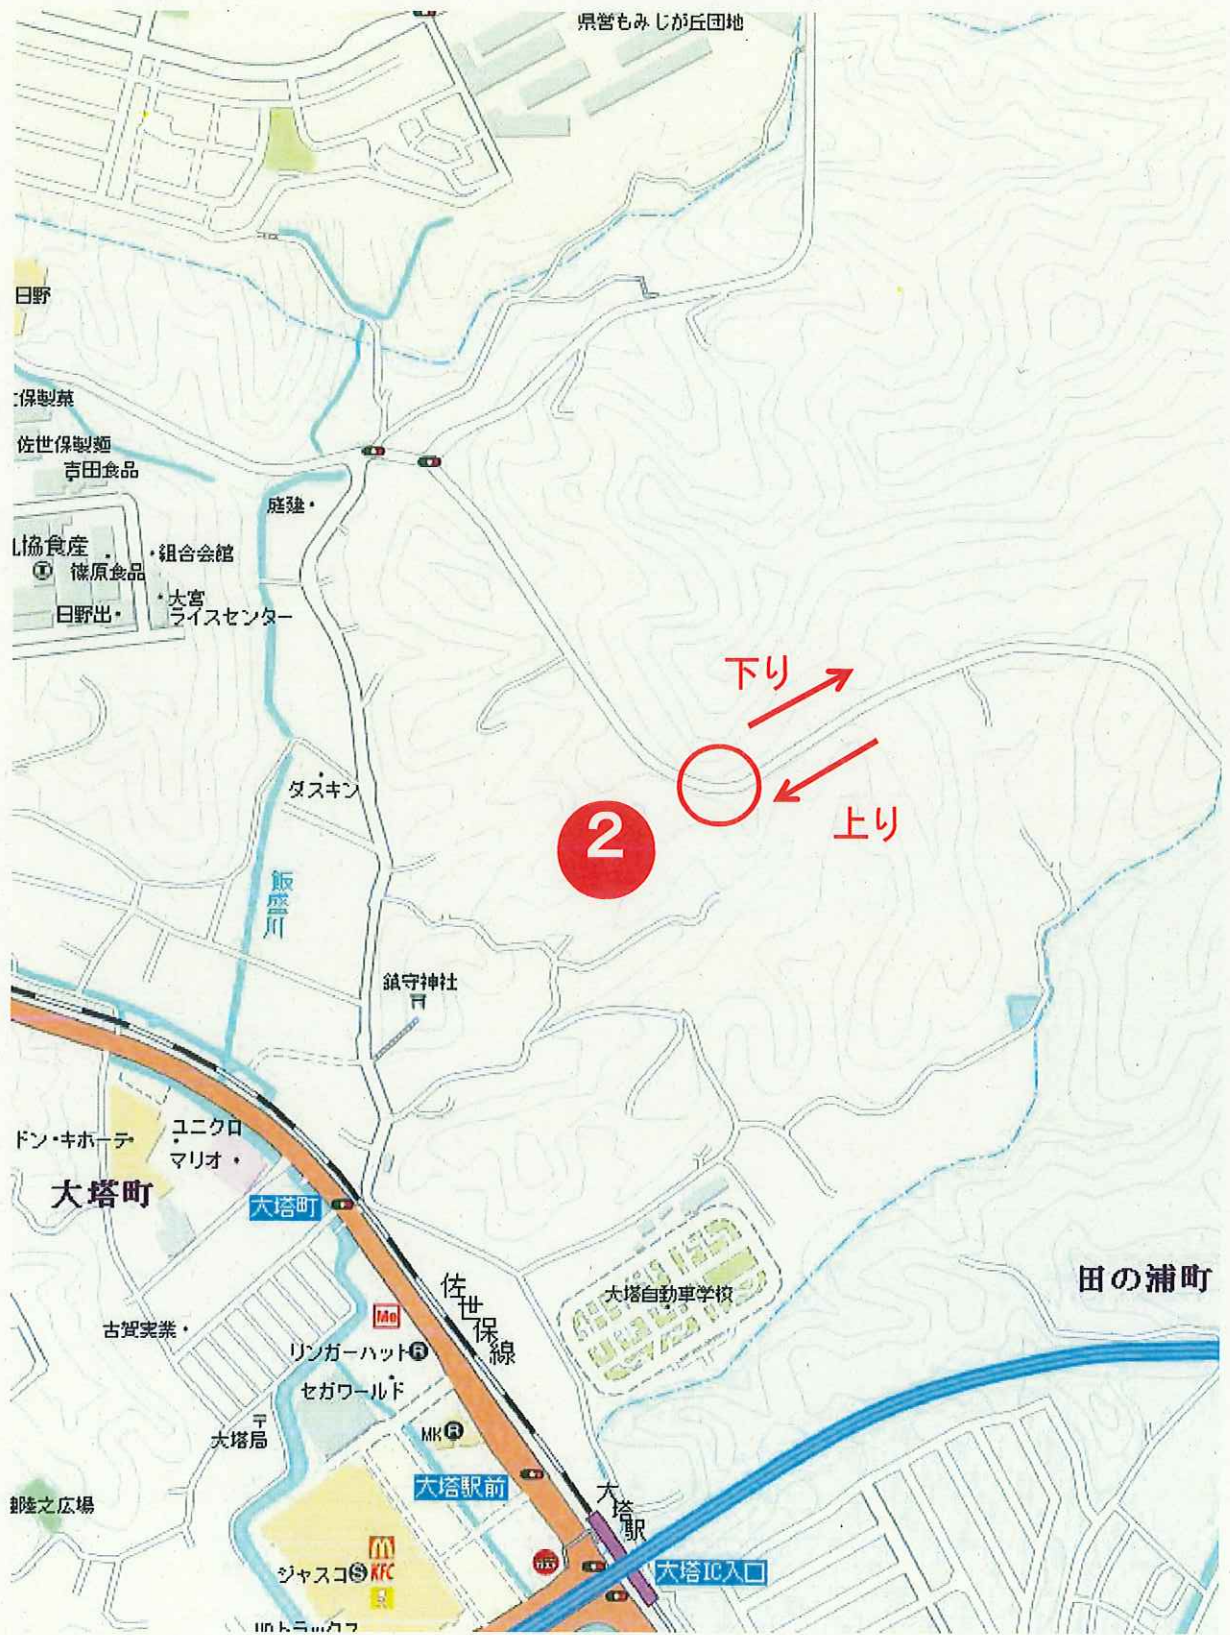 県営もみじが丘団地
日野
保製菓
佐世保製麺
吉田食品
庭建
協食産
組合会館
篠原食品
大宮
ライスセンター
日野出
下り
ダスキン
2
上り
飯盛川
鎮守神社
ドン・キホーテ
ユニクロ
マリオ
大塔町
大塔町
田の浦町
佐世保線
大塔自動車学校
古賀実業
Mo
リンガーハット R
セガワールド
大塔局
MK R
大塔駅前
大塔駅
陸之広場
ジャスコ S KFC
大塔IC入口